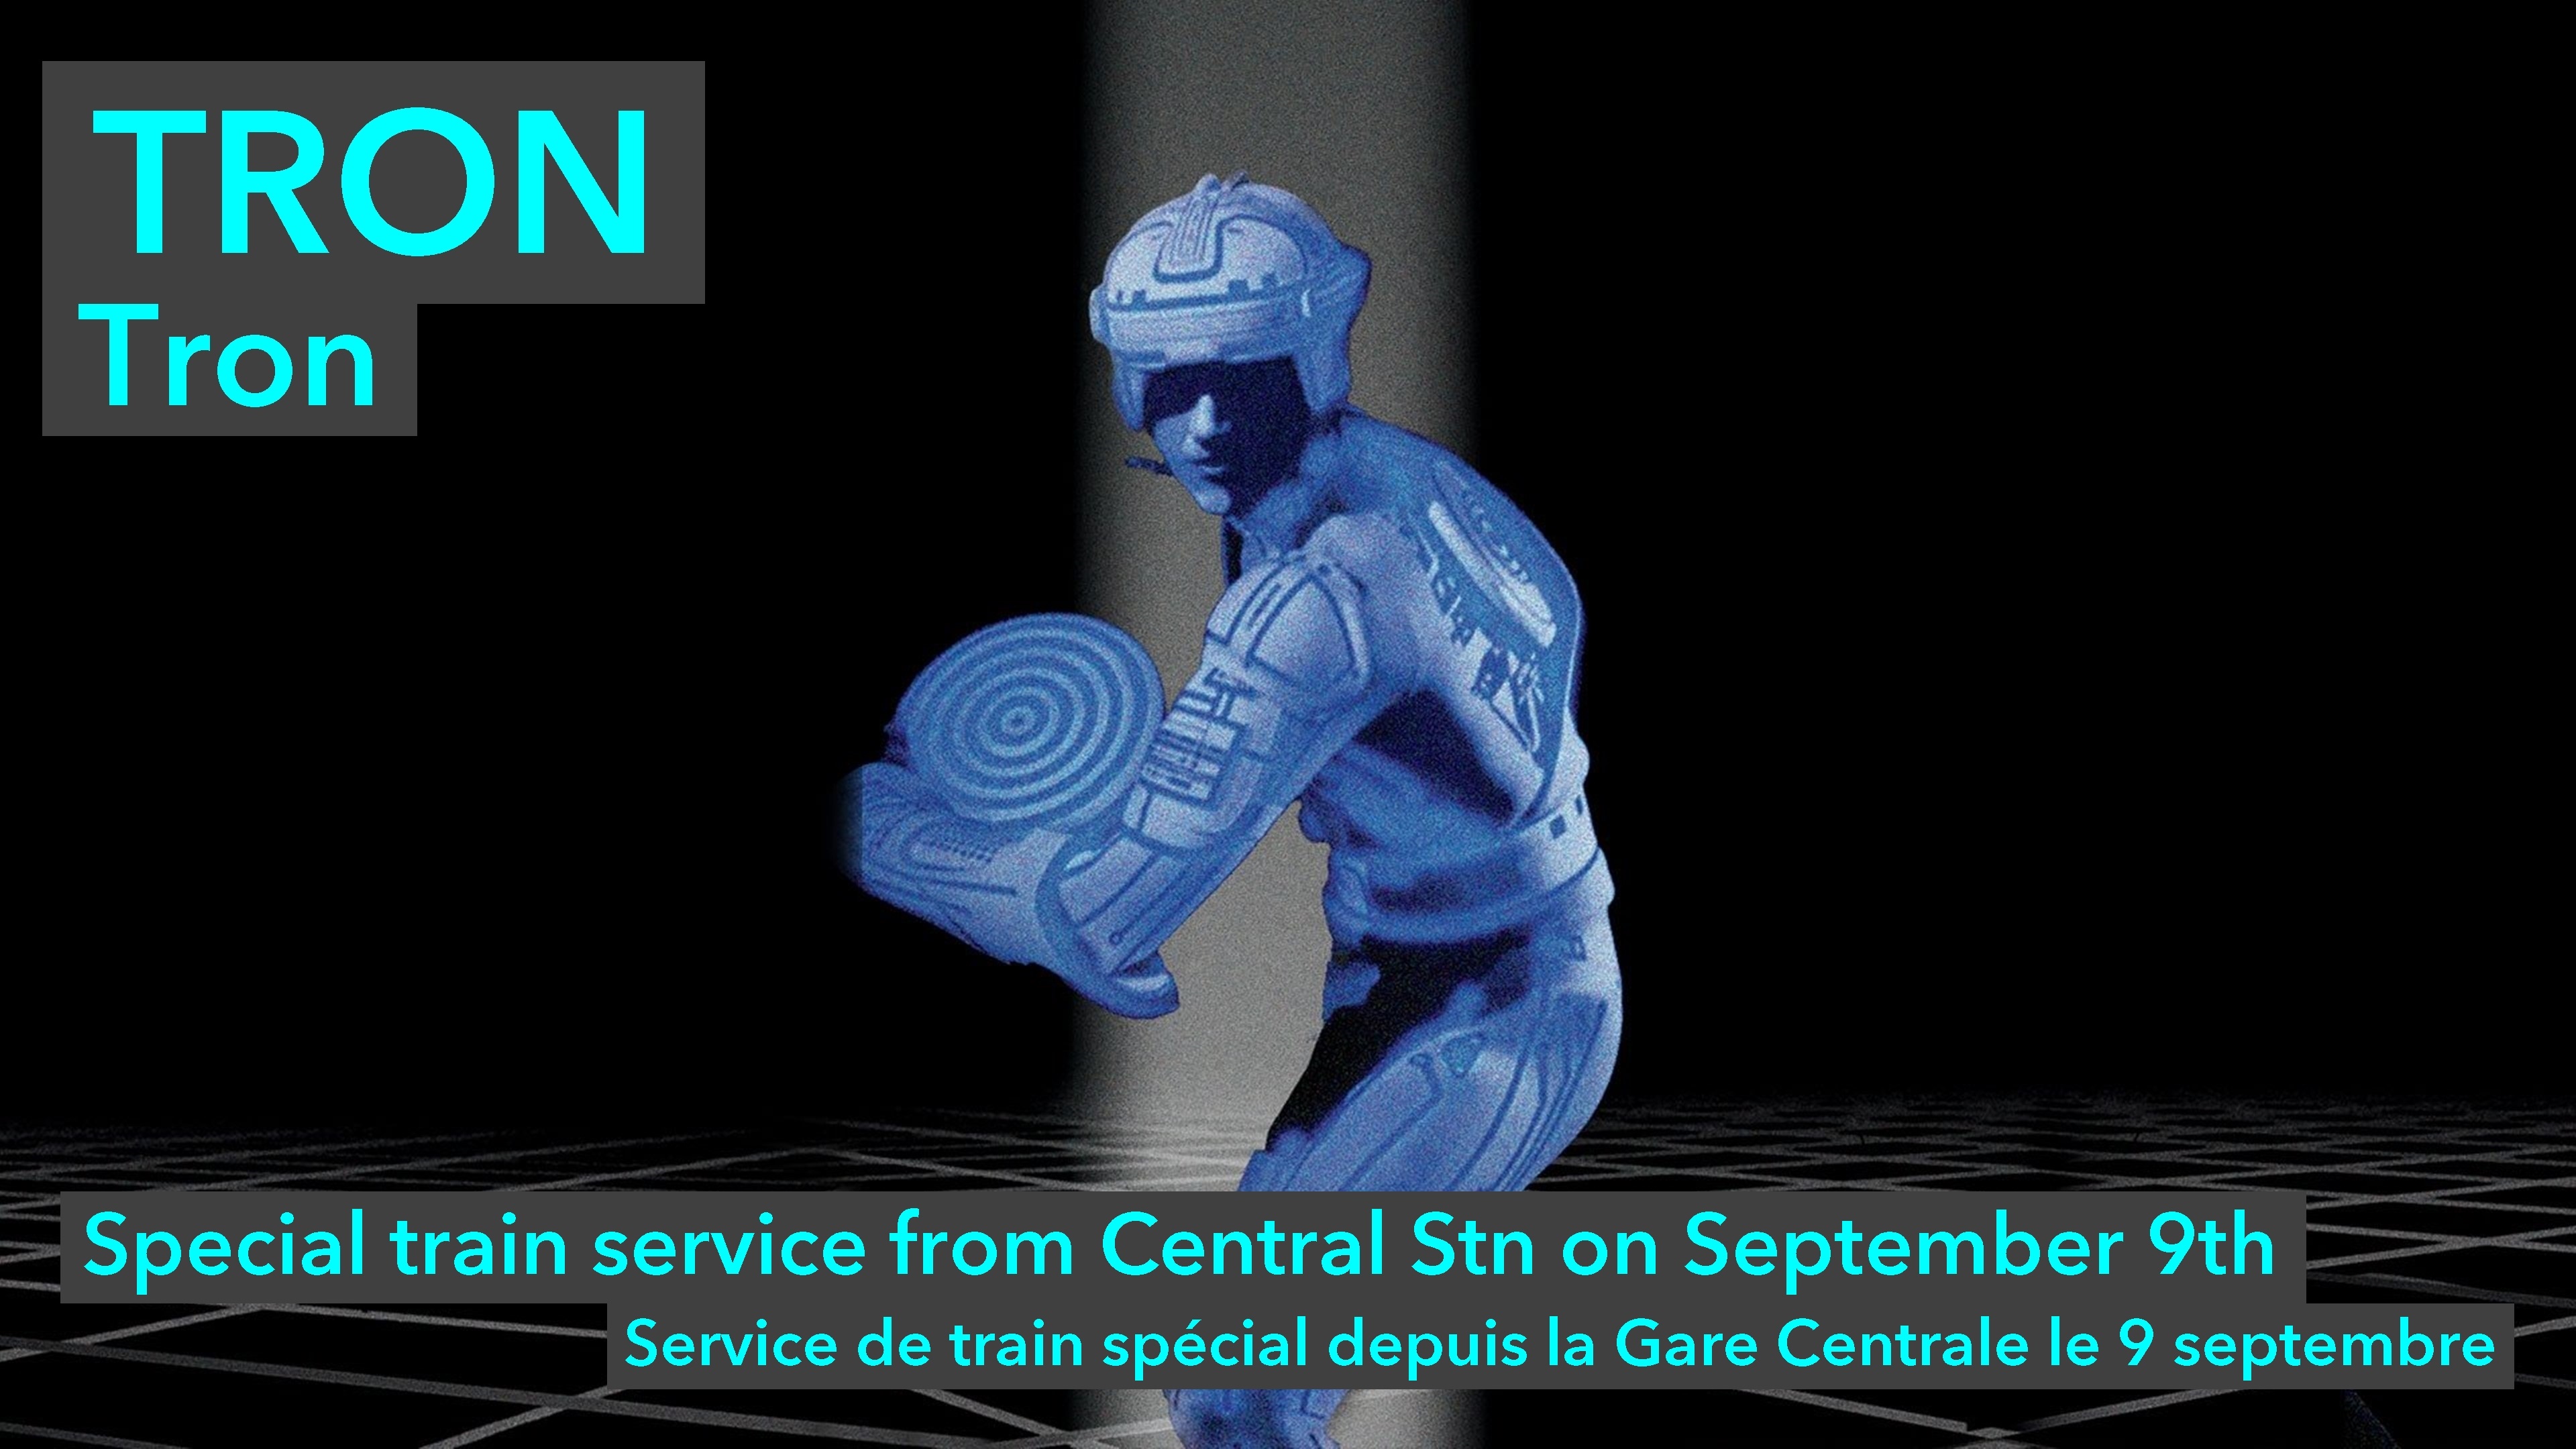 TRON
Tron
Special train service from Central Stn on September 9th
Service de train spécial depuis la Gare Centrale le 9 septembre